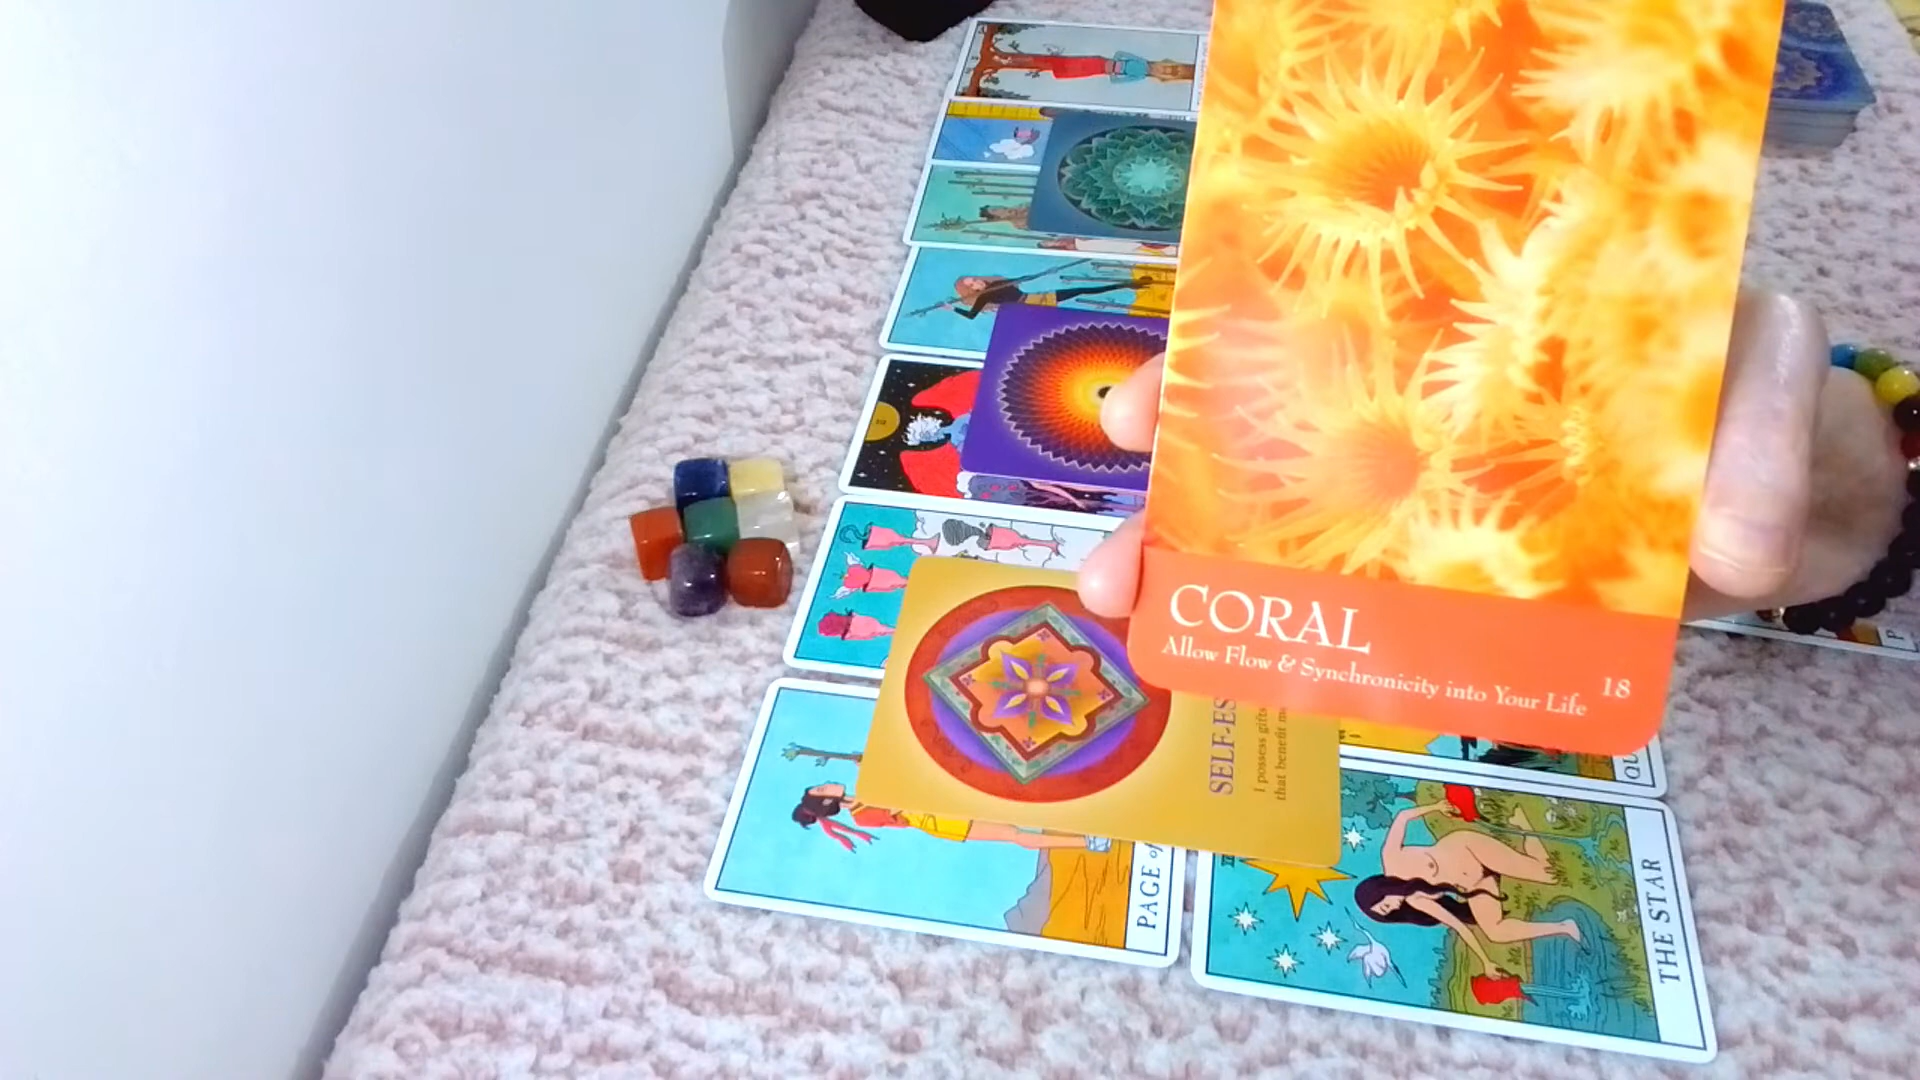 CORAL
Allow Flow & Synchronicity into Your Life
18
SELF-ES
I possess gifts
that benefit
PAGE of
THE STAR
QU
P